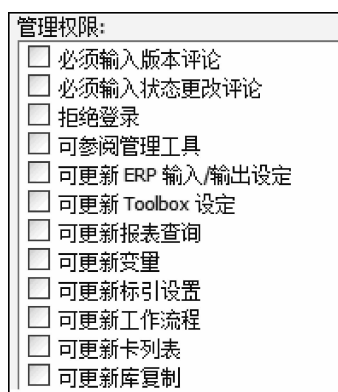 管理权限:
必须输入版本评论
必须输入状态更改评论
拒绝登录
可参阅管理工具
可更新 ERP 输入/输出设定
可更新 Toolbox 设定
可更新报表查询
可更新变量
可更新标引设置
可更新工作流程
可更新卡列表
可更新库复制